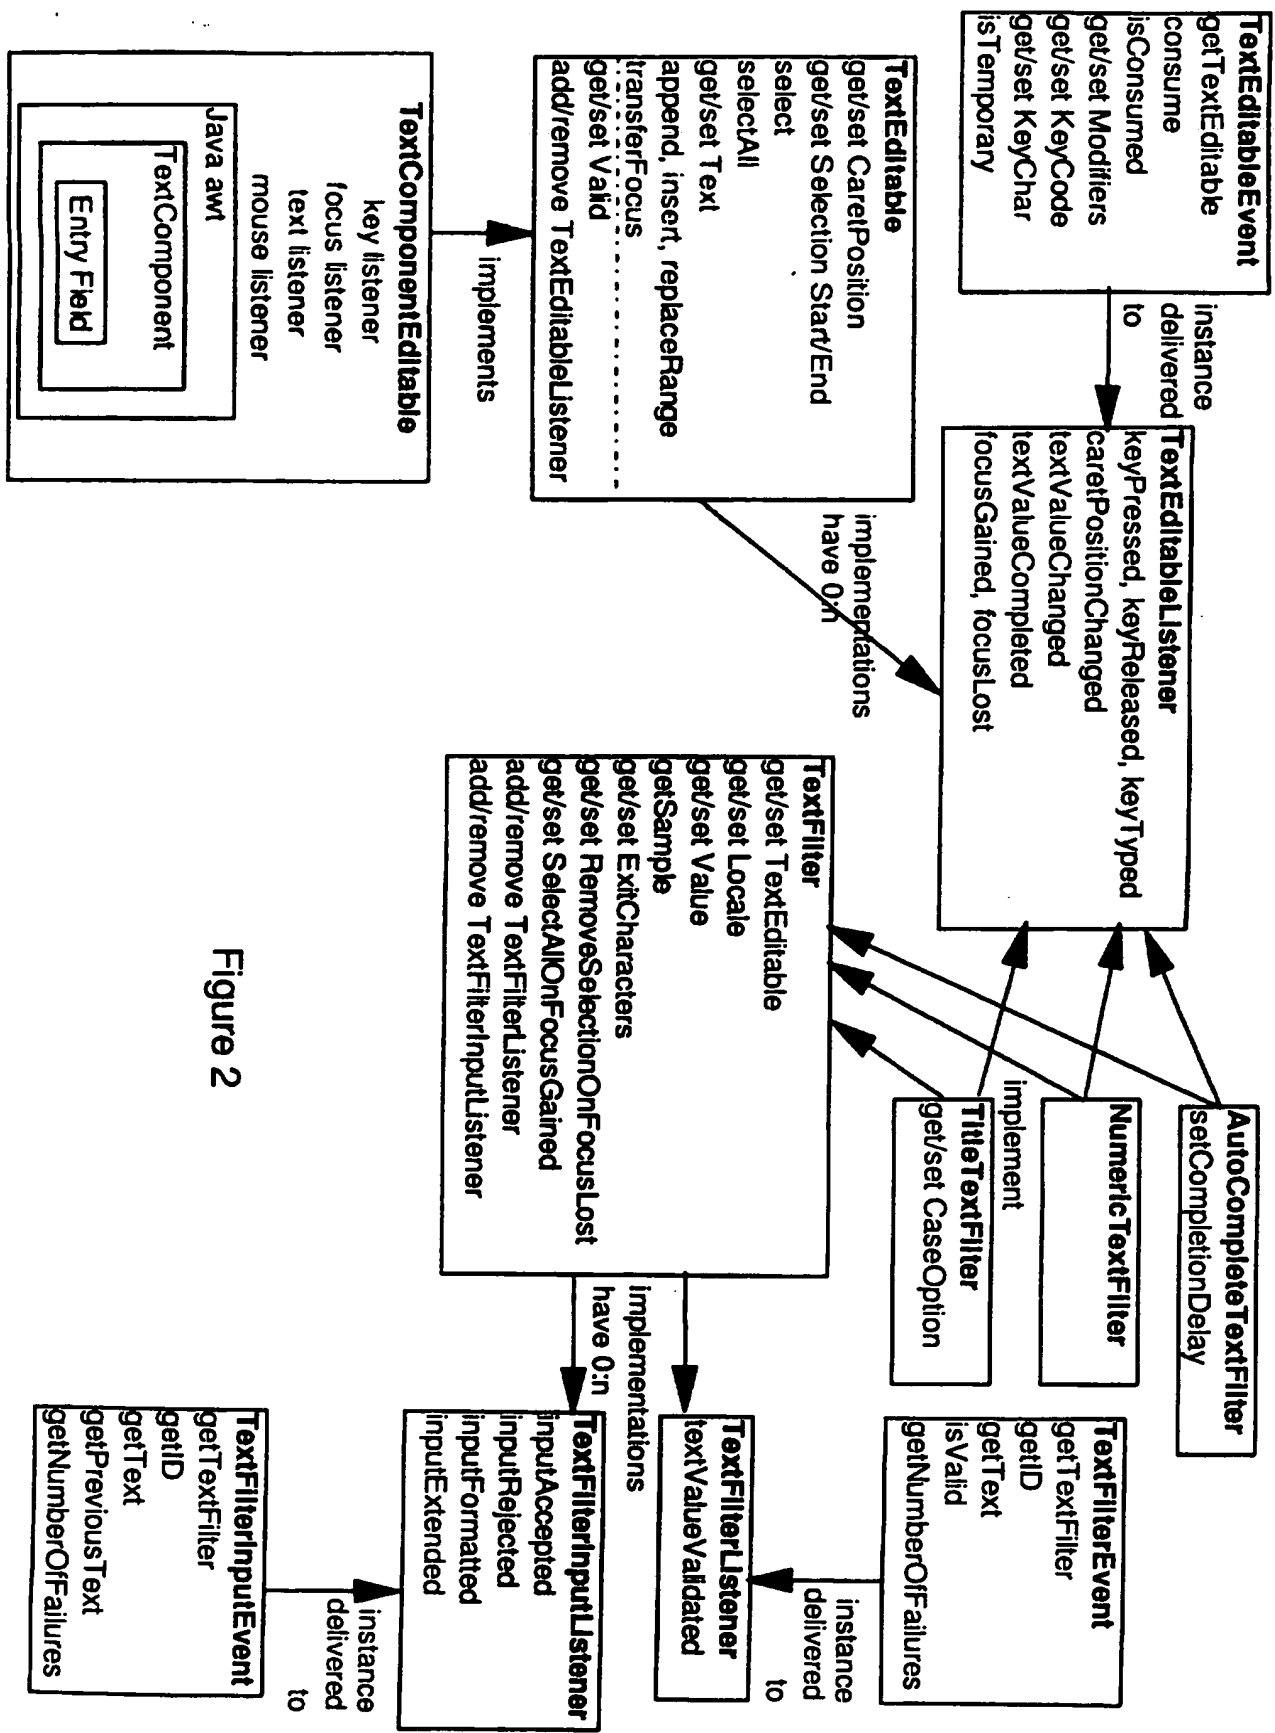 TextEditableEvent
getTextEditable
consume
isConsumed
get/set Modifiers
get/set KeyCode
get/set KeyChar
isTemporary
instance
delivered
to
TextEditableListener
keyPressed, keyReleased, keyTyped
caretPositionChanged
textValueChanged
textValueCompleted
focusGained, focusLost
AutoCompleteTextFilter
setCompletionDelay
NumericTextFilter
TitleTextFilter
get/set CaseOption
implement
TextFilterEvent
getTextFilter
getID
getText
isValid
getNumberOfFailures
instance
delivered
to
TextEditable
get/set CaretPosition
get/set Selection Start/End
select
selectAll
get/set Text
append, insert, replaceRange
transferFocus
get/set Valid
add/remove TextEditableListener
implementations
have 0:n
TextFilter
get/set TextEditable
get/set Locale
get/set Value
getSample
get/set ExitCharacters
get/set RemoveSelectionOnFocusLost
get/set SelectAllOnFocusGained
add/remove TextFilterListener
add/remove TextFilterInputListener
implementations
have 0:n
TextFilterListener
textValueValidated
TextFilterInputListener
inputAccepted
inputRejected
inputFormatted
inputExtended
implements
TextComponentEditable
key listener
focus listener
text listener
mouse listener
Java awt
TextComponent
Entry Field
instance
delivered
to
TextFilterInputEvent
getTextFilter
getID
getText
getPreviousText
getNumberOfFailures
Figure 2